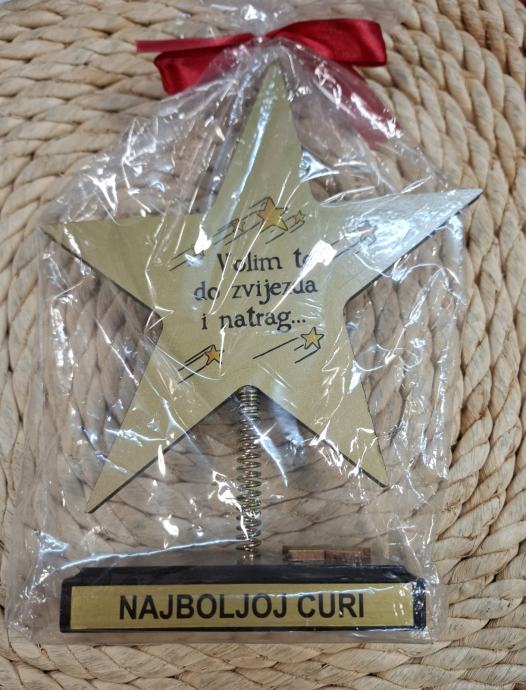 Volim te
do zvijezda
i natrag...
NAJBOLJOJ CURI